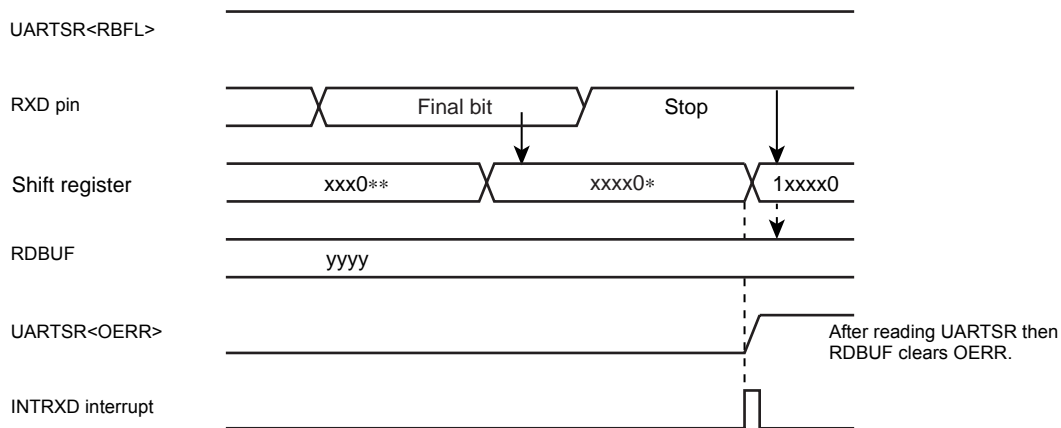 UARTSR<RBFL>
RXD pin
Final bit
Stop
Shift register
xxx0**
xxxx0*
1xxxx0
RDBUF
yyyy
UARTSR<OERR>
After reading UARTSR then
RDBUF clears OERR.
INTRXD interrupt